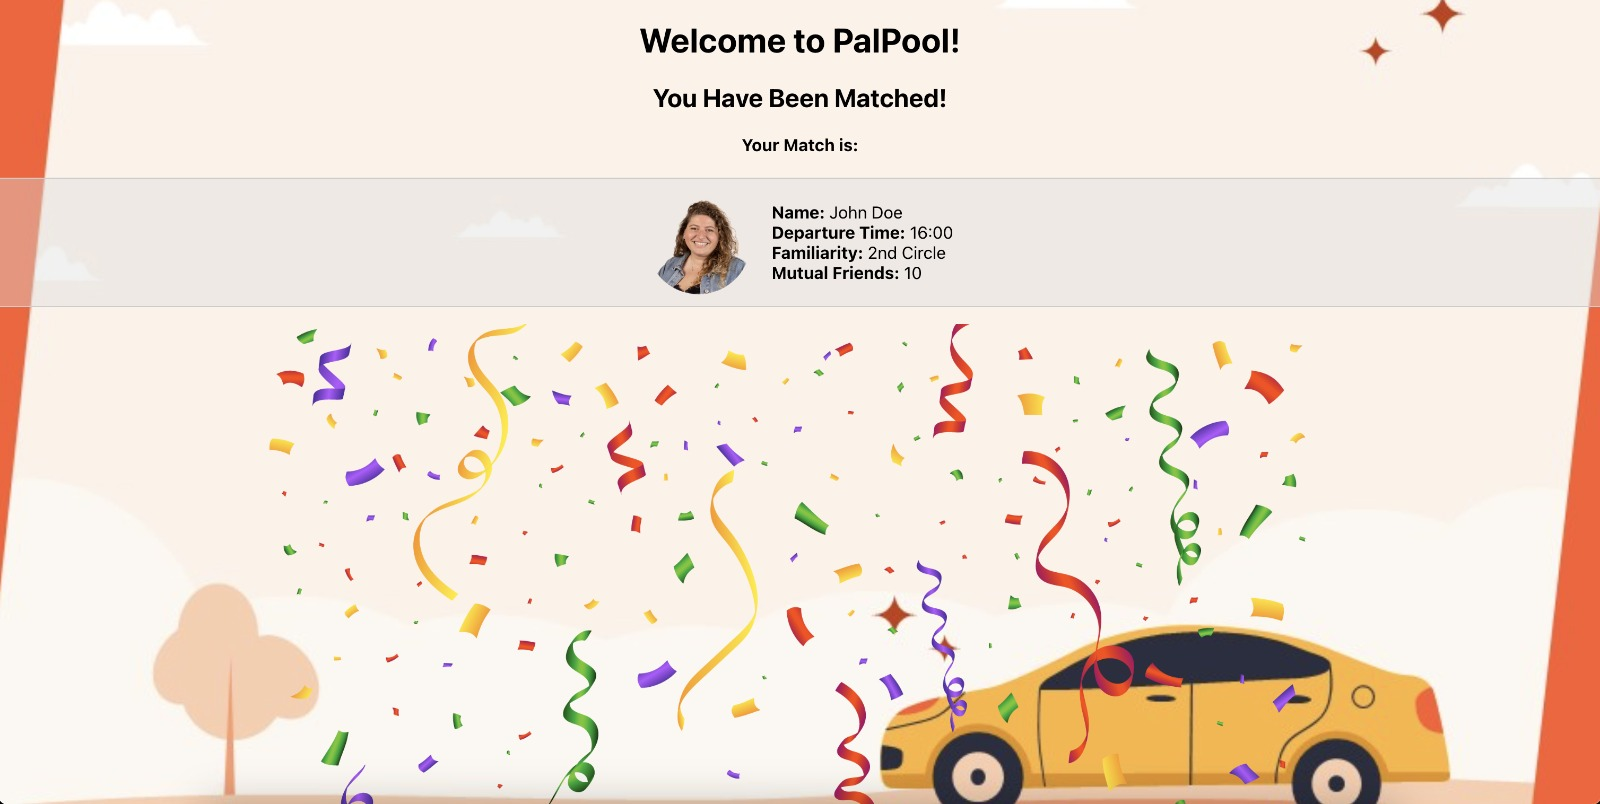 Welcome to PalPool!
You Have Been Matched!
Your Match is:
Name: John Doe
Departure Time: 16:00
Familiarity: 2nd Circle
Mutual Friends: 10